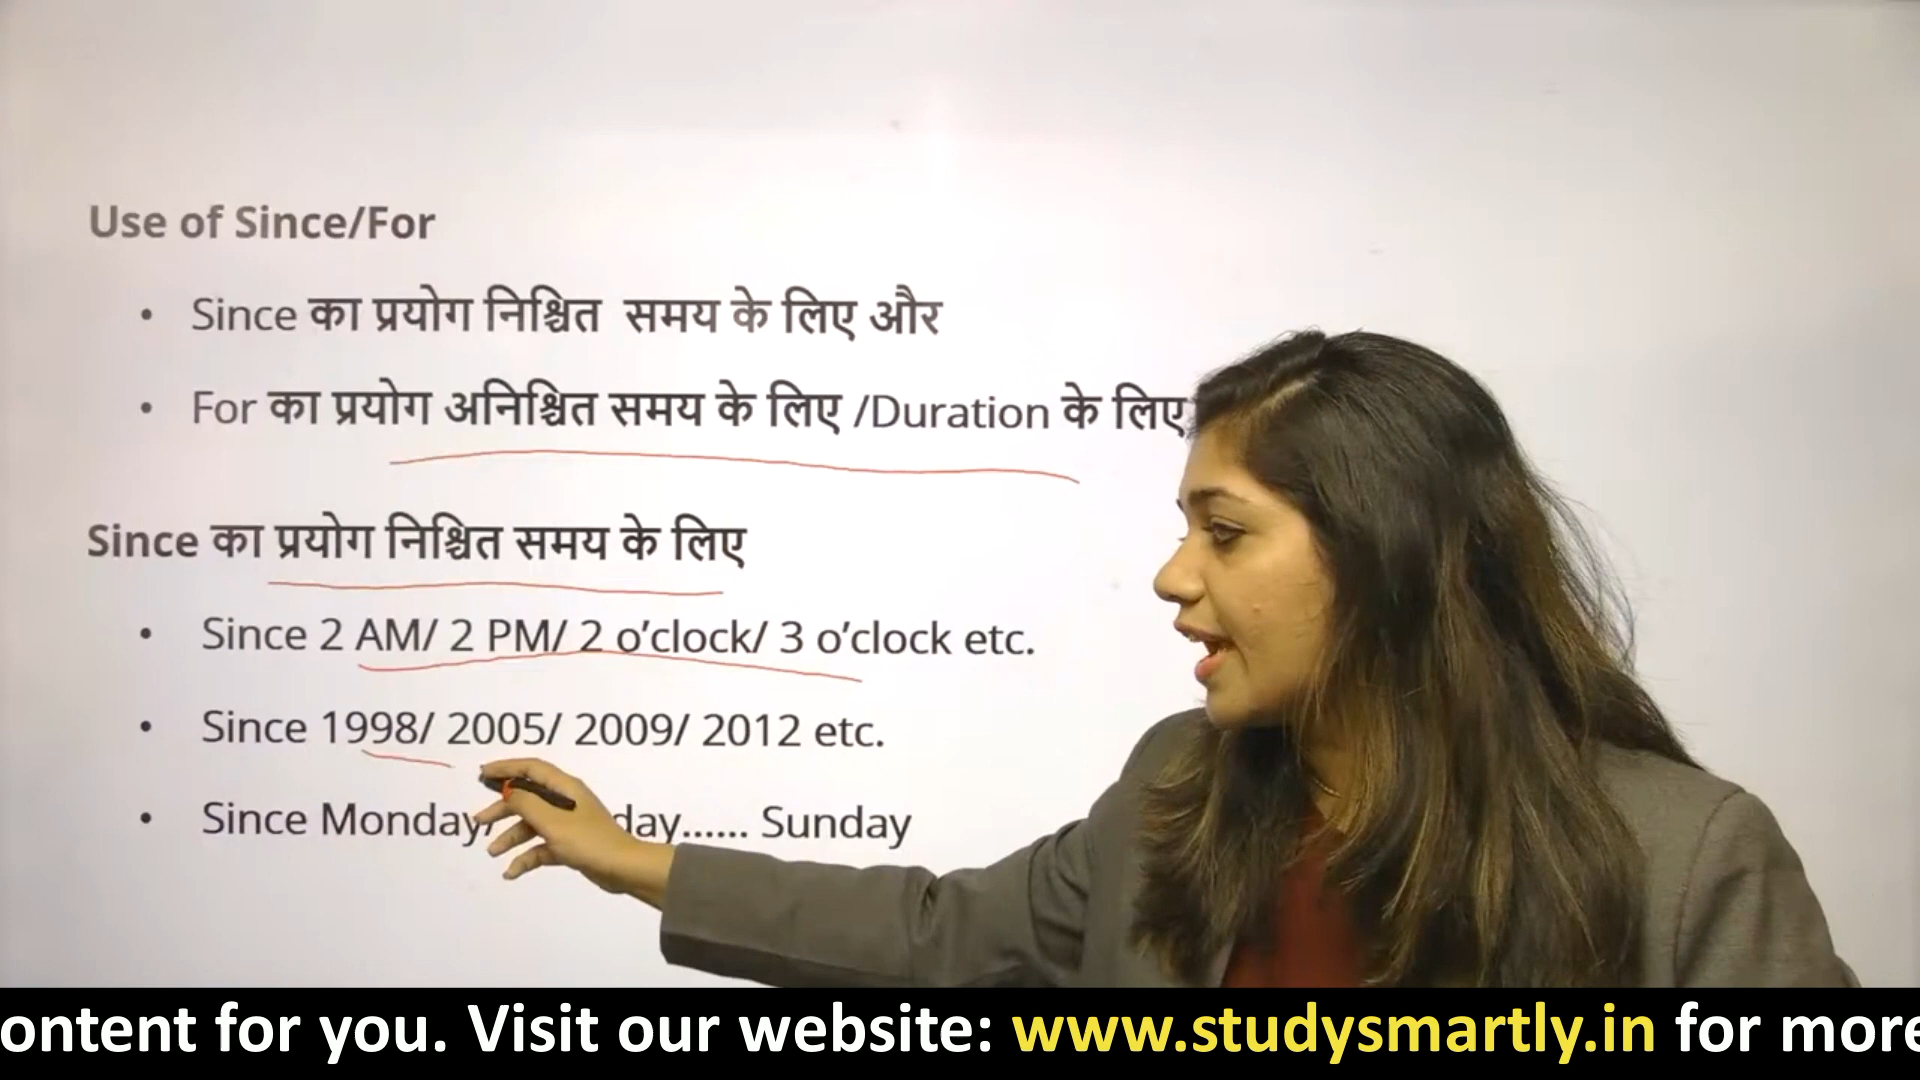 Use of Since/For
• Since का प्रयोग निश्चित समय के लिए और
• For का प्रयोग अनिश्चित समय के लिए /Duration के लिए
Since का प्रयोग निश्चित समय के लिए
• Since 2 AM/ 2 PM/ 2 o’clock/ 3 o’clock etc.
• Since 1998/ 2005/ 2009/ 2012 etc.
• Since Monday/ day...... Sunday
ontent for you. Visit our website: www.studysmartly.in for more